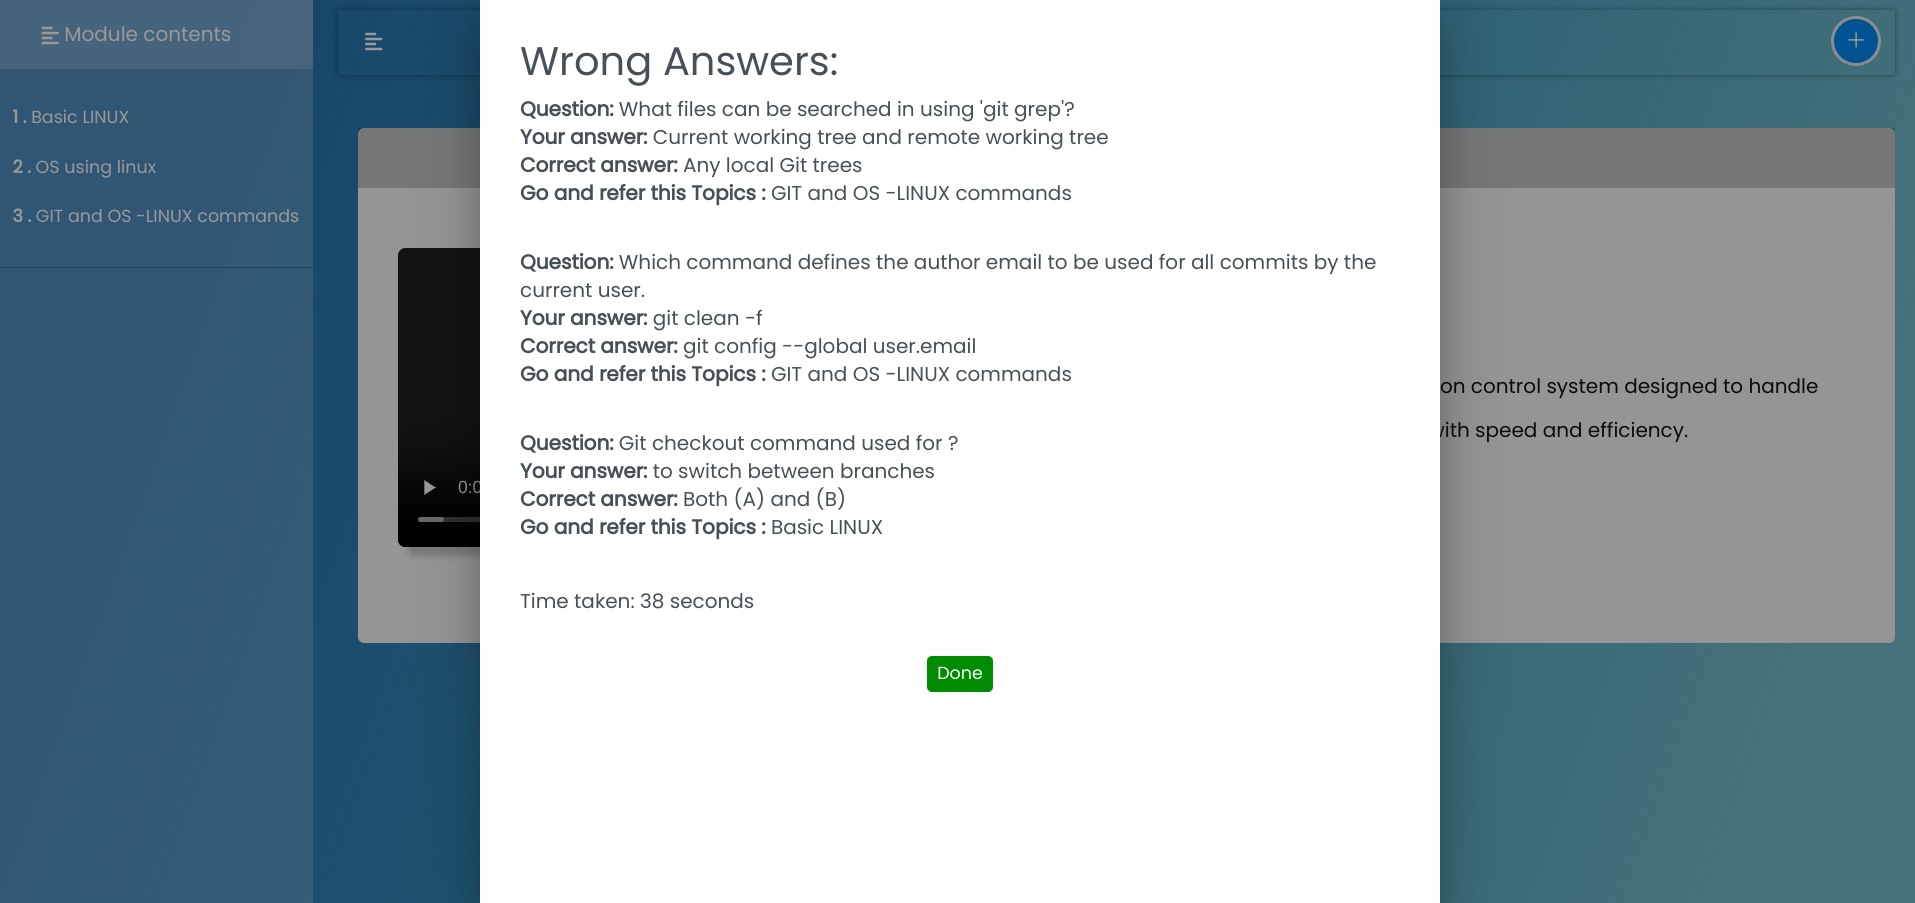 Module contents
1 . Basic LINUX
2 . OS using linux
3 . GIT and OS -LINUX commands
Wrong Answers:
Question: What files can be searched in using 'git grep'?
Your answer: Current working tree and remote working tree
Correct answer: Any local Git trees
Go and refer this Topics : GIT and OS -LINUX commands
Question: Which command defines the author email to be used for all commits by the
current user.
Your answer: git clean -f
Correct answer: git config --global user.email
Go and refer this Topics : GIT and OS -LINUX commands
Question: Git checkout command used for ?
Your answer: to switch between branches
Correct answer: Both (A) and (B)
Go and refer this Topics : Basic LINUX
Time taken: 38 seconds
Done
on control system designed to handle
with speed and efficiency.